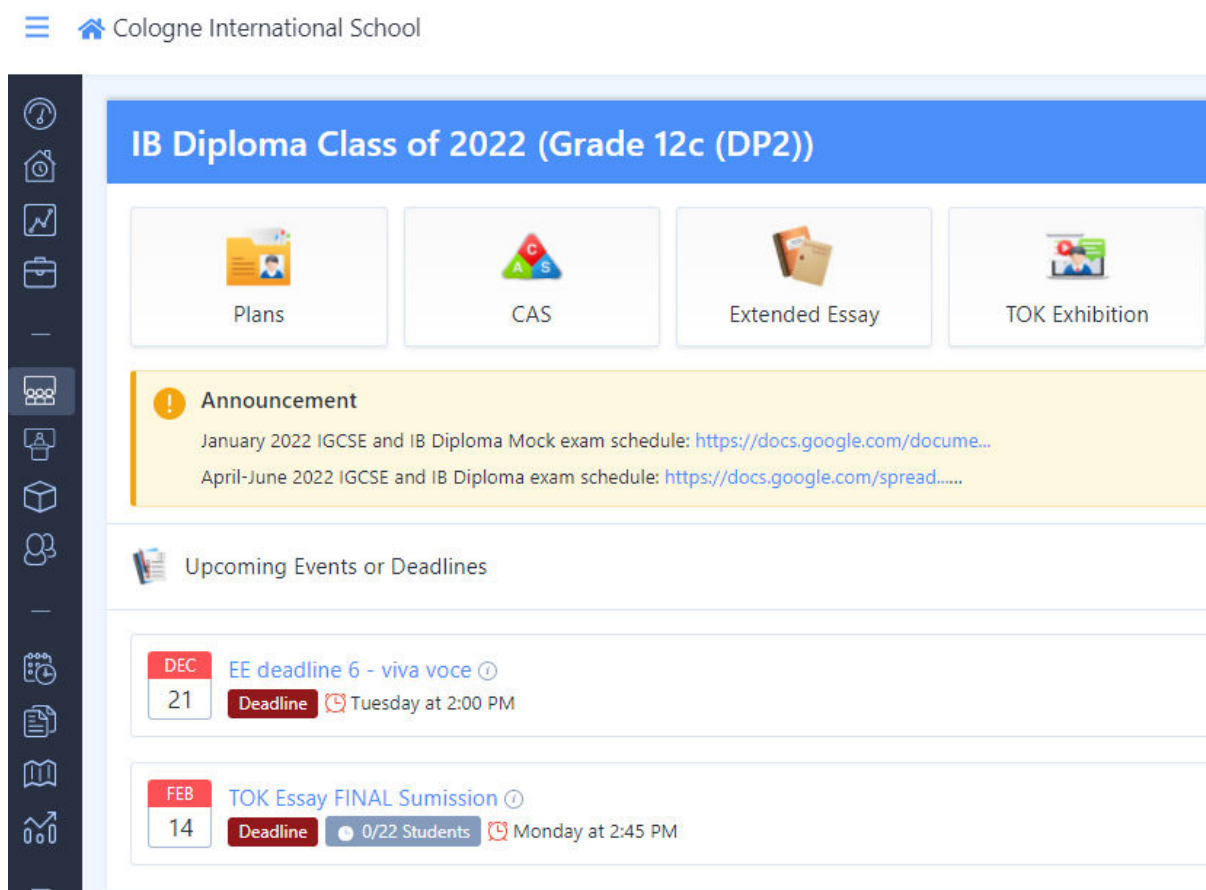 Cologne International School
IB Diploma Class of 2022 (Grade 12c (DP2))
Plans
C
A S
CAS
Extended Essay
TOK Exhibition
Announcement
January 2022 IGCSE and IB Diploma Mock exam schedule: https://docs.google.com/docume...
April-June 2022 IGCSE and IB Diploma exam schedule: https://docs.google.com/spread......
Upcoming Events or Deadlines
DEC
21
EE deadline 6 - viva voce
Deadline Tuesday at 2:00 PM
FEB
14
TOK Essay FINAL Sumission
Deadline 0/22 Students Monday at 2:45 PM